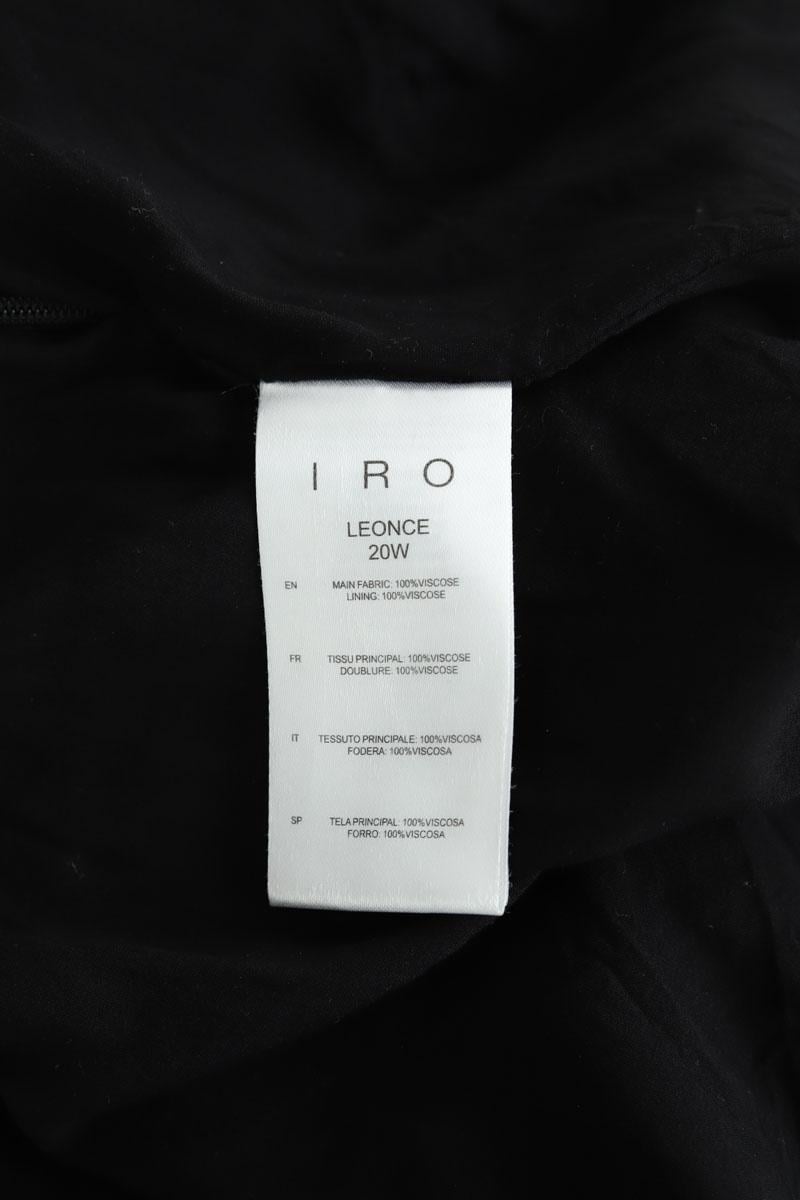 IRO
LEONCE
20W
EN MAIN FABRIC: 100%VISCOSE
LINING: 100%VISCOSE
FR TISSU PRINCIPAL: 100%VISCOSE
DOUBLURE: 100%VISCOSE
IT TESSUTO PRINCIPALE: 100%VISCOSA
FODERA: 100%VISCOSA
SP TELA PRINCIPAL: 100%VISCOSA
FORRO: 100%VISCOSA